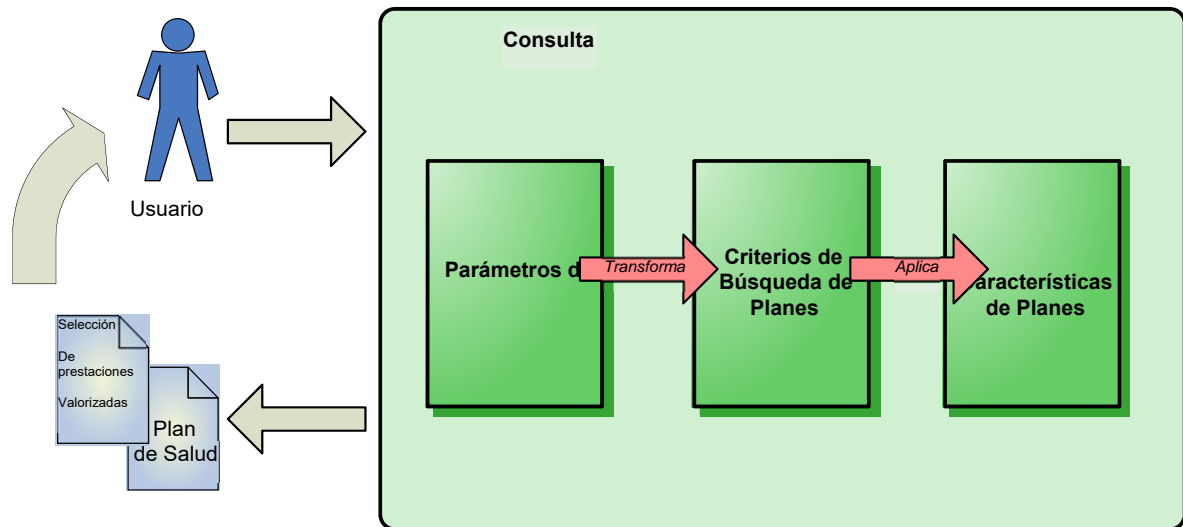 Consulta
Usuario
Parámetros d
Transforma
Criterios de
Búsqueda de
Planes
Aplica
aracterísticas
de Planes
Selección
De
prestaciones
Valorizadas
Plan
de Salud